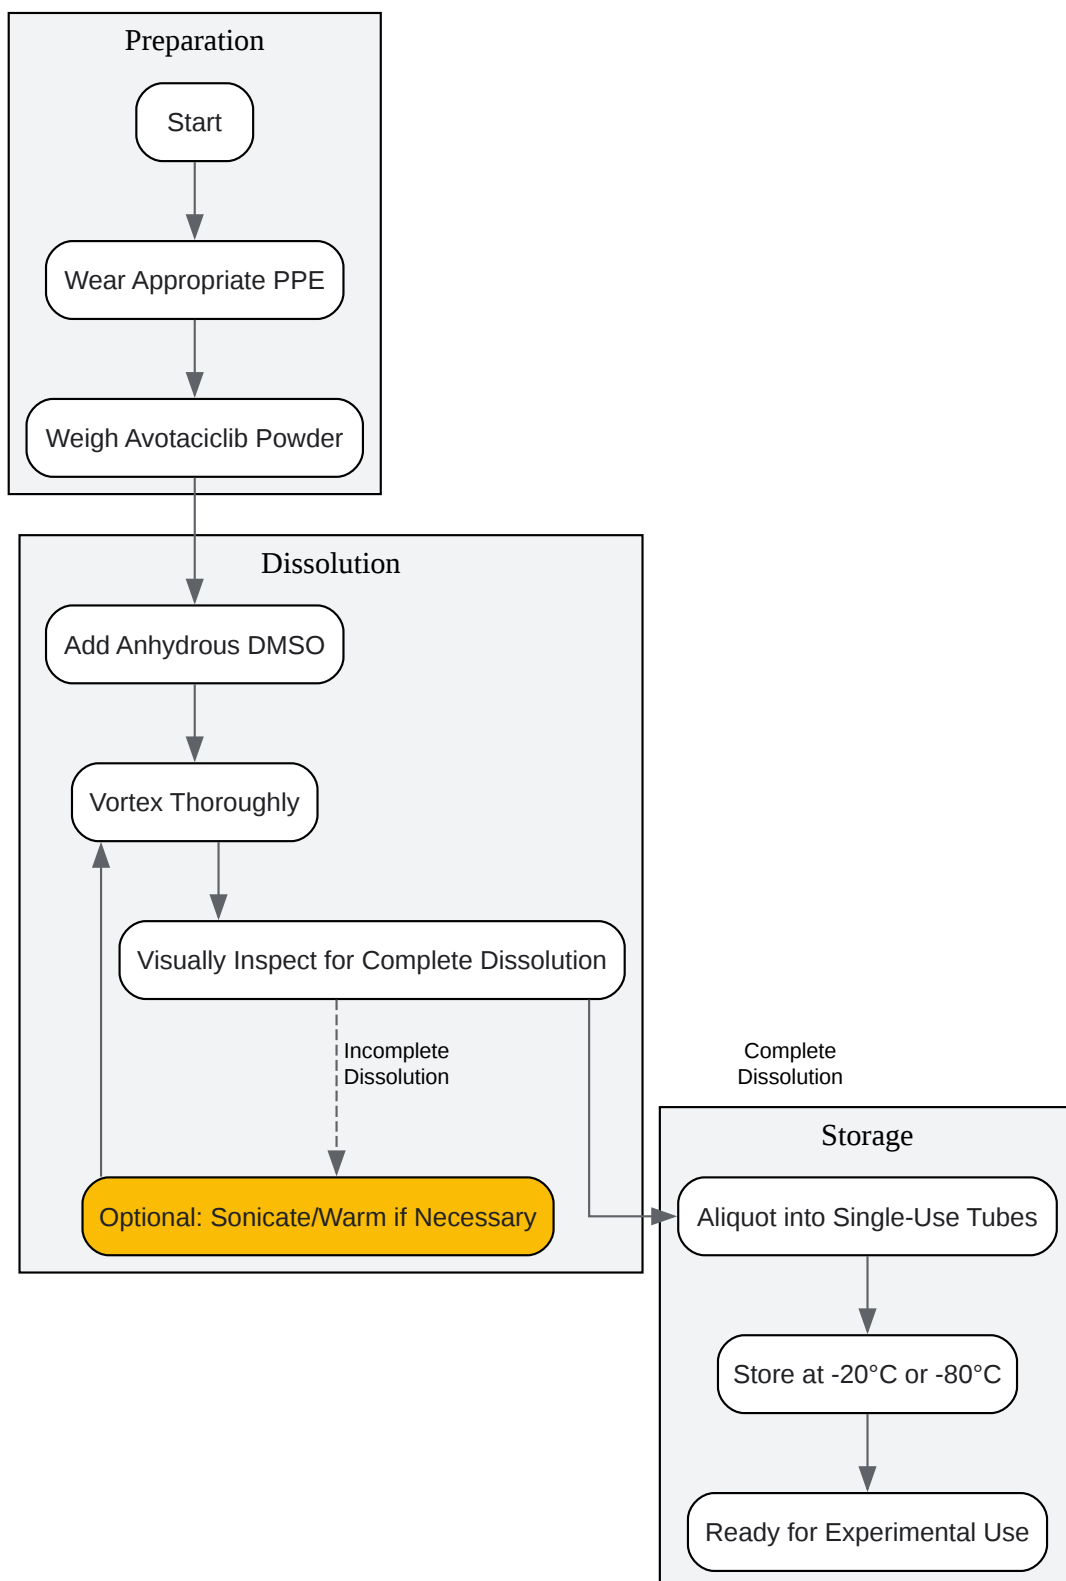 Preparation
Start
Wear Appropriate PPE
Weigh Avotaciclib Powder
Dissolution
Add Anhydrous DMSO
Vortex Thoroughly
Visually Inspect for Complete Dissolution
Incomplete
Dissolution
Complete
Dissolution
Optional: Sonicate/Warm if Necessary
Storage
Aliquot into Single-Use Tubes
Store at -20°C or -80°C
Ready for Experimental Use